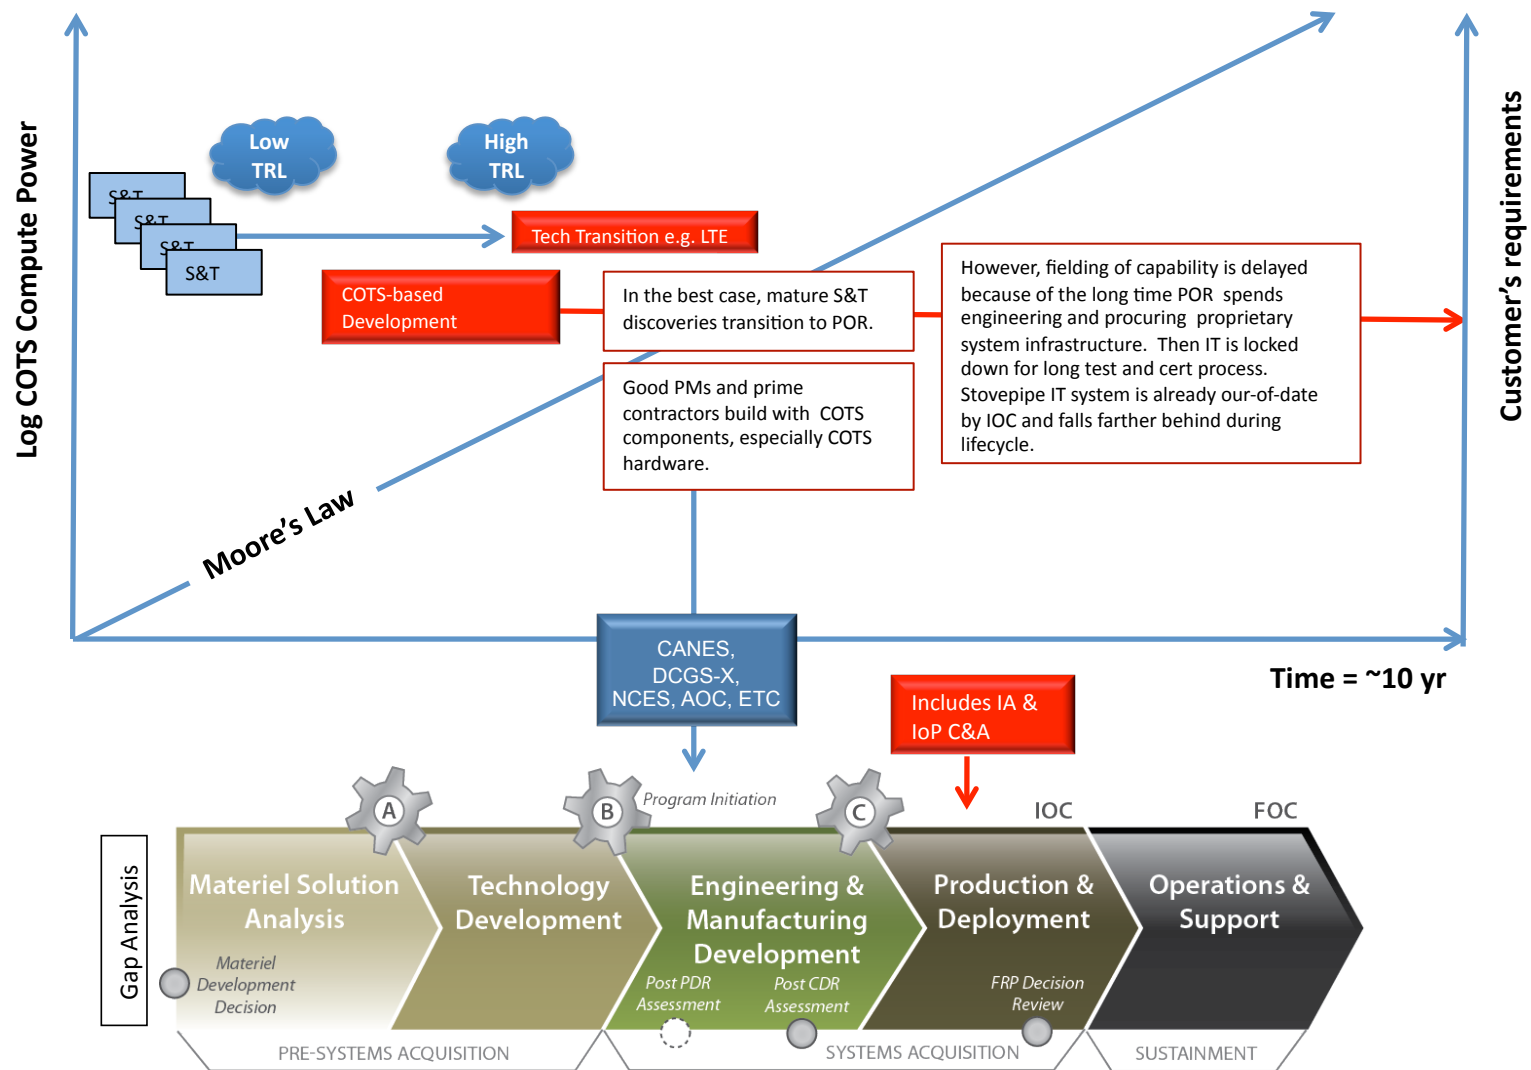 Log COTS Compute Power
Customer's requirements
Low
TRL
High
TRL
S&T
S&T
S&T
S&T
Tech Transition e.g. LTE
COTS-based
Development
In the best case, mature S&T
discoveries transition to POR.
However, fielding of capability is delayed
because of the long time POR spends
engineering and procuring proprietary
system infrastructure. Then IT is locked
down for long test and cert process.
Stovepipe IT system is already our-of-date
by IOC and falls farther behind during
lifecycle.
Good PMs and prime
contractors build with COTS
components, especially COTS
hardware.
Moore's Law
CANES,
DCGS-X,
NCES, AOC, ETC
Time = ~10 yr
Includes IA &
IoP C&A
A
B
Program Initiation
C
IOC
FOC
Gap Analysis
Materiel Solution
Analysis
Technology
Development
Engineering &
Manufacturing
Development
Production &
Deployment
Operations &
Support
Materiel
Development
Decision
Post PDR
Assessment
Post CDR
Assessment
FRP Decision
Review
PRE-SYSTEMS ACQUISITION
SYSTEMS ACQUISITION
SUSTAINMENT